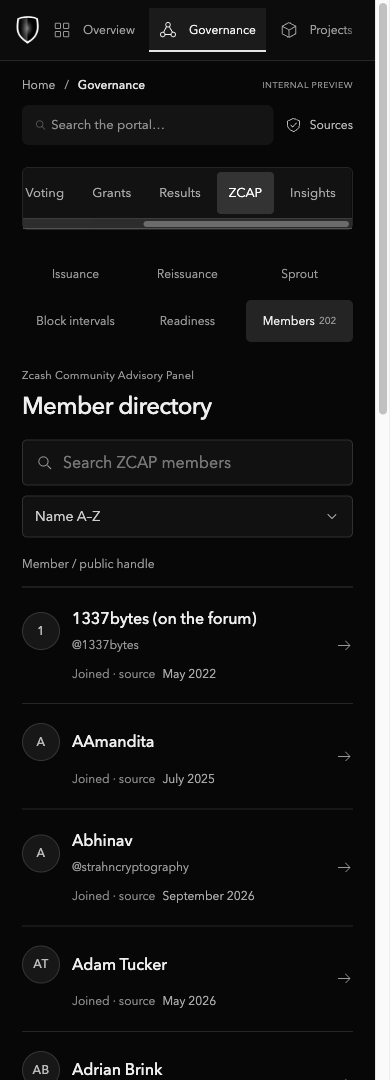 Overview
Governance
Projects
Home / Governance
INTERNAL PREVIEW
Search the portal...
Sources
Voting
Grants
Results
ZCAP
Insights
Issuance
Reissuance
Sprout
Block intervals
Readiness
Members 202
Zcash Community Advisory Panel
Member directory
Search ZCAP members
Name A–Z
Member / public handle
1
1337bytes (on the forum)
@1337bytes
Joined · source May 2022
A
AAmandita
Joined · source July 2025
A
Abhinav
@strahncryptography
Joined · source September 2026
AT
Adam Tucker
Joined · source May 2026
AB
Adrian Brink